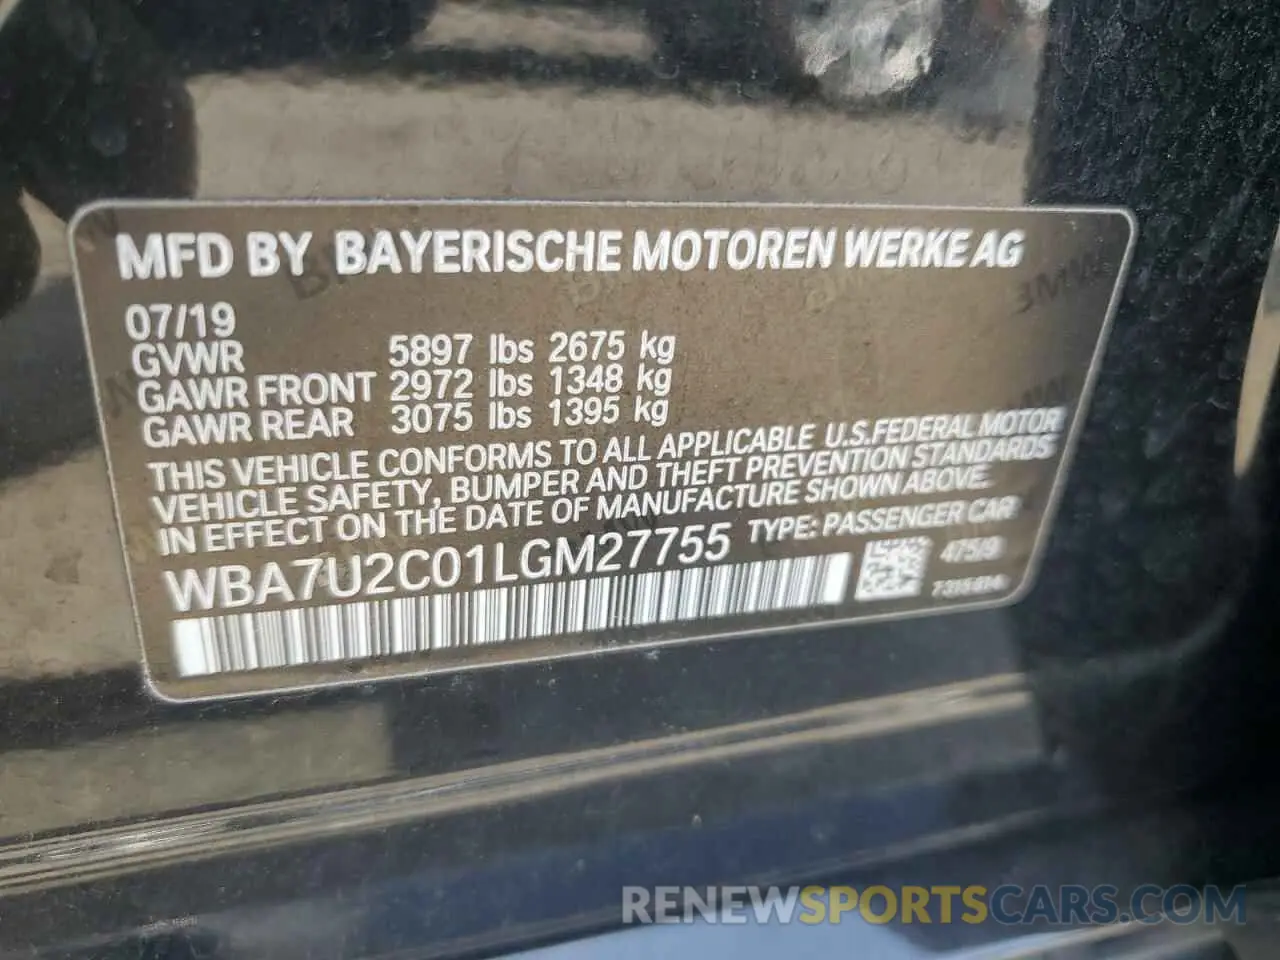 MFD BY BAYERISCHE MOTOREN WERKE AG
07/19
GVWR 5897 lbs 2675 kg
GAWR FRONT 2972 lbs 1348 kg
GAWR REAR 3075 lbs 1395 kg
THIS VEHICLE CONFORMS TO ALL APPLICABLE U.S.FEDERAL MOTOR
VEHICLE SAFETY, BUMPER AND THEFT PREVENTION STANDARDS
IN EFFECT ON THE DATE OF MANUFACTURE SHOWN ABOVE.
WBA7U2C01LGM27755 TYPE: PASSENGER CAR
RENEWSPORTSCARS.COM